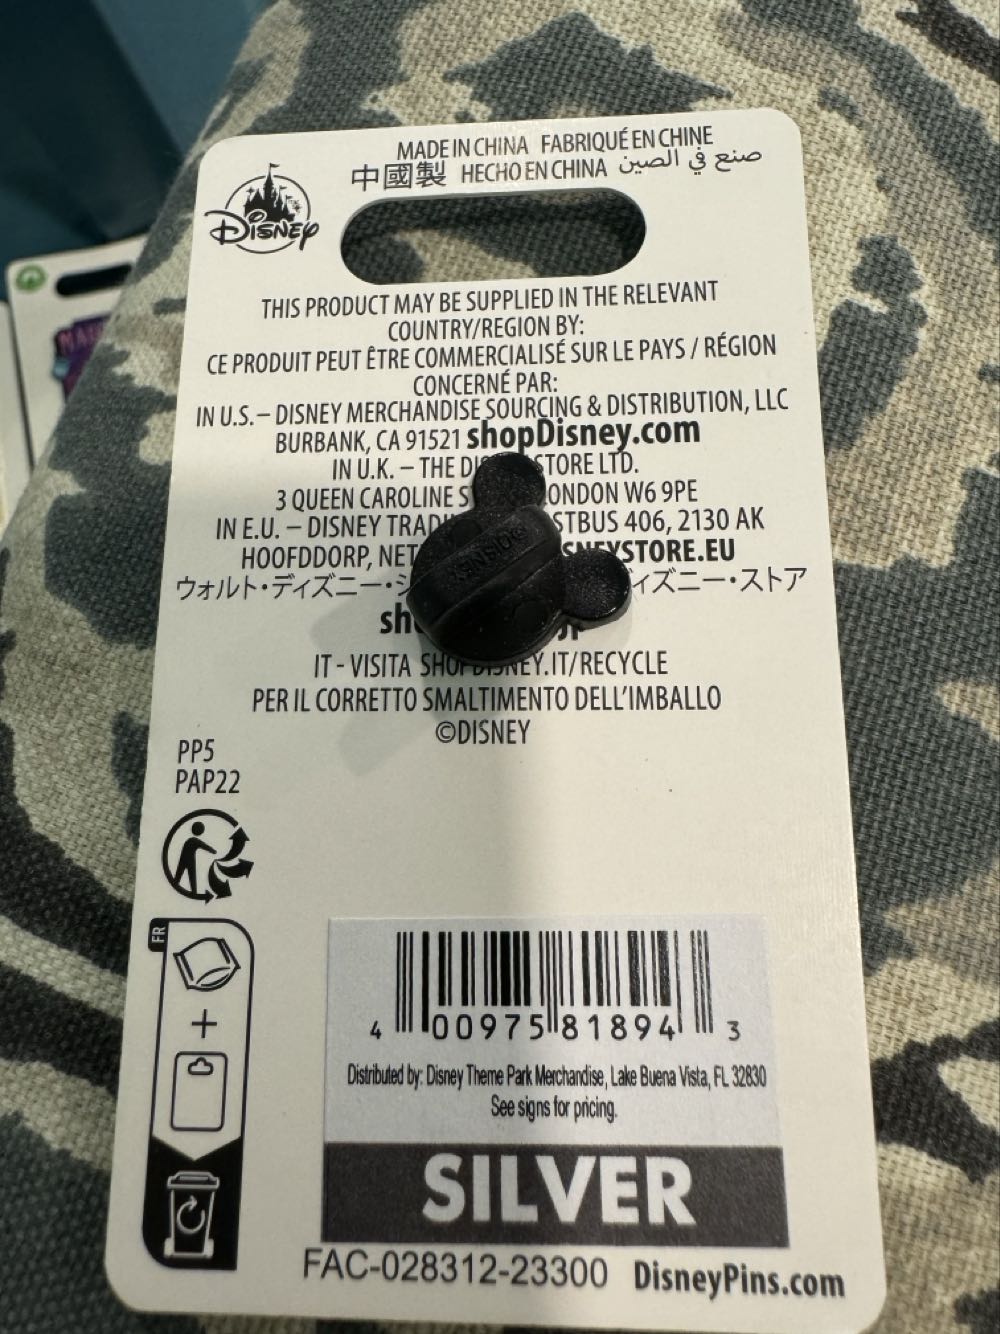 MADE IN CHINA FABRIQUÉ EN CHINE
中國製 HECHO EN CHINA صنع في الصين
Disney
THIS PRODUCT MAY BE SUPPLIED IN THE RELEVANT
COUNTRY/REGION BY:
CE PRODUIT PEUT ÊTRE COMMERCIALISÉ SUR LE PAYS / RÉGION
CONCERNÉ PAR:
IN U.S. – DISNEY MERCHANDISE SOURCING & DISTRIBUTION, LLC
BURBANK, CA 91521 shopDisney.com
IN U.K. – THE DI STORE LTD.
3 QUEEN CAROLINE S ONDON W6 9PE
IN E.U. – DISNEY TRADI STBUS 406, 2130 AK
HOOFDDORP, NET SNEYSTORE.EU
ウォルト・ディズニー・ ィズニー・ストア
sh
©DISNEY
IT - VISITA SHOPDISNEY.IT/RECYCLE
PER IL CORRETTO SMALTIMENTO DELL'IMBALLO
©DISNEY
PP5
PAP22
FR
+
4 00975 81894 3
Distributed by: Disney Theme Park Merchandise, Lake Buena Vista, FL 32830
See signs for pricing.
SILVER
FAC-028312-23300 DisneyPins.com